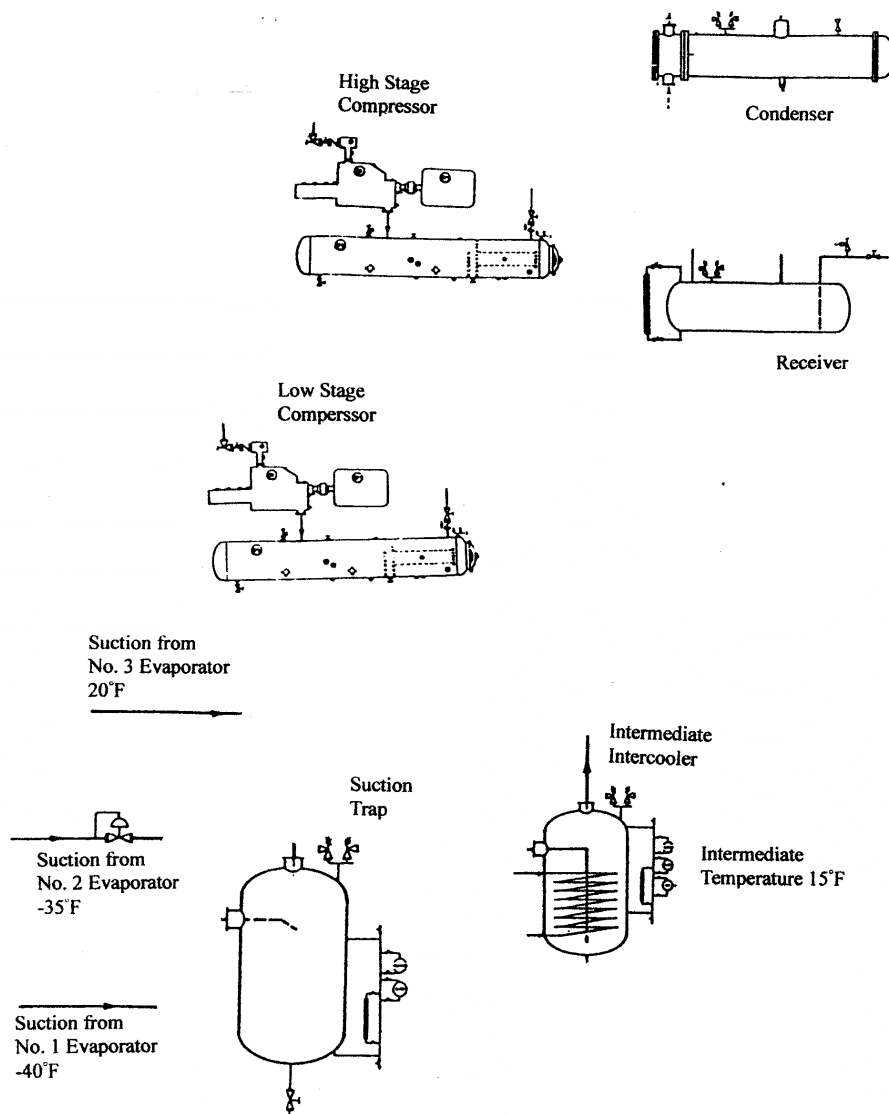 High Stage
Compressor
Condenser
Receiver
Low Stage
Comperssor
Suction from
No. 3 Evaporator
20°F
Intermediate
Intercooler
Suction
Trap
Suction from
No. 2 Evaporator
-35°F
Intermediate
Temperature 15°F
Suction from
No. 1 Evaporator
-40°F